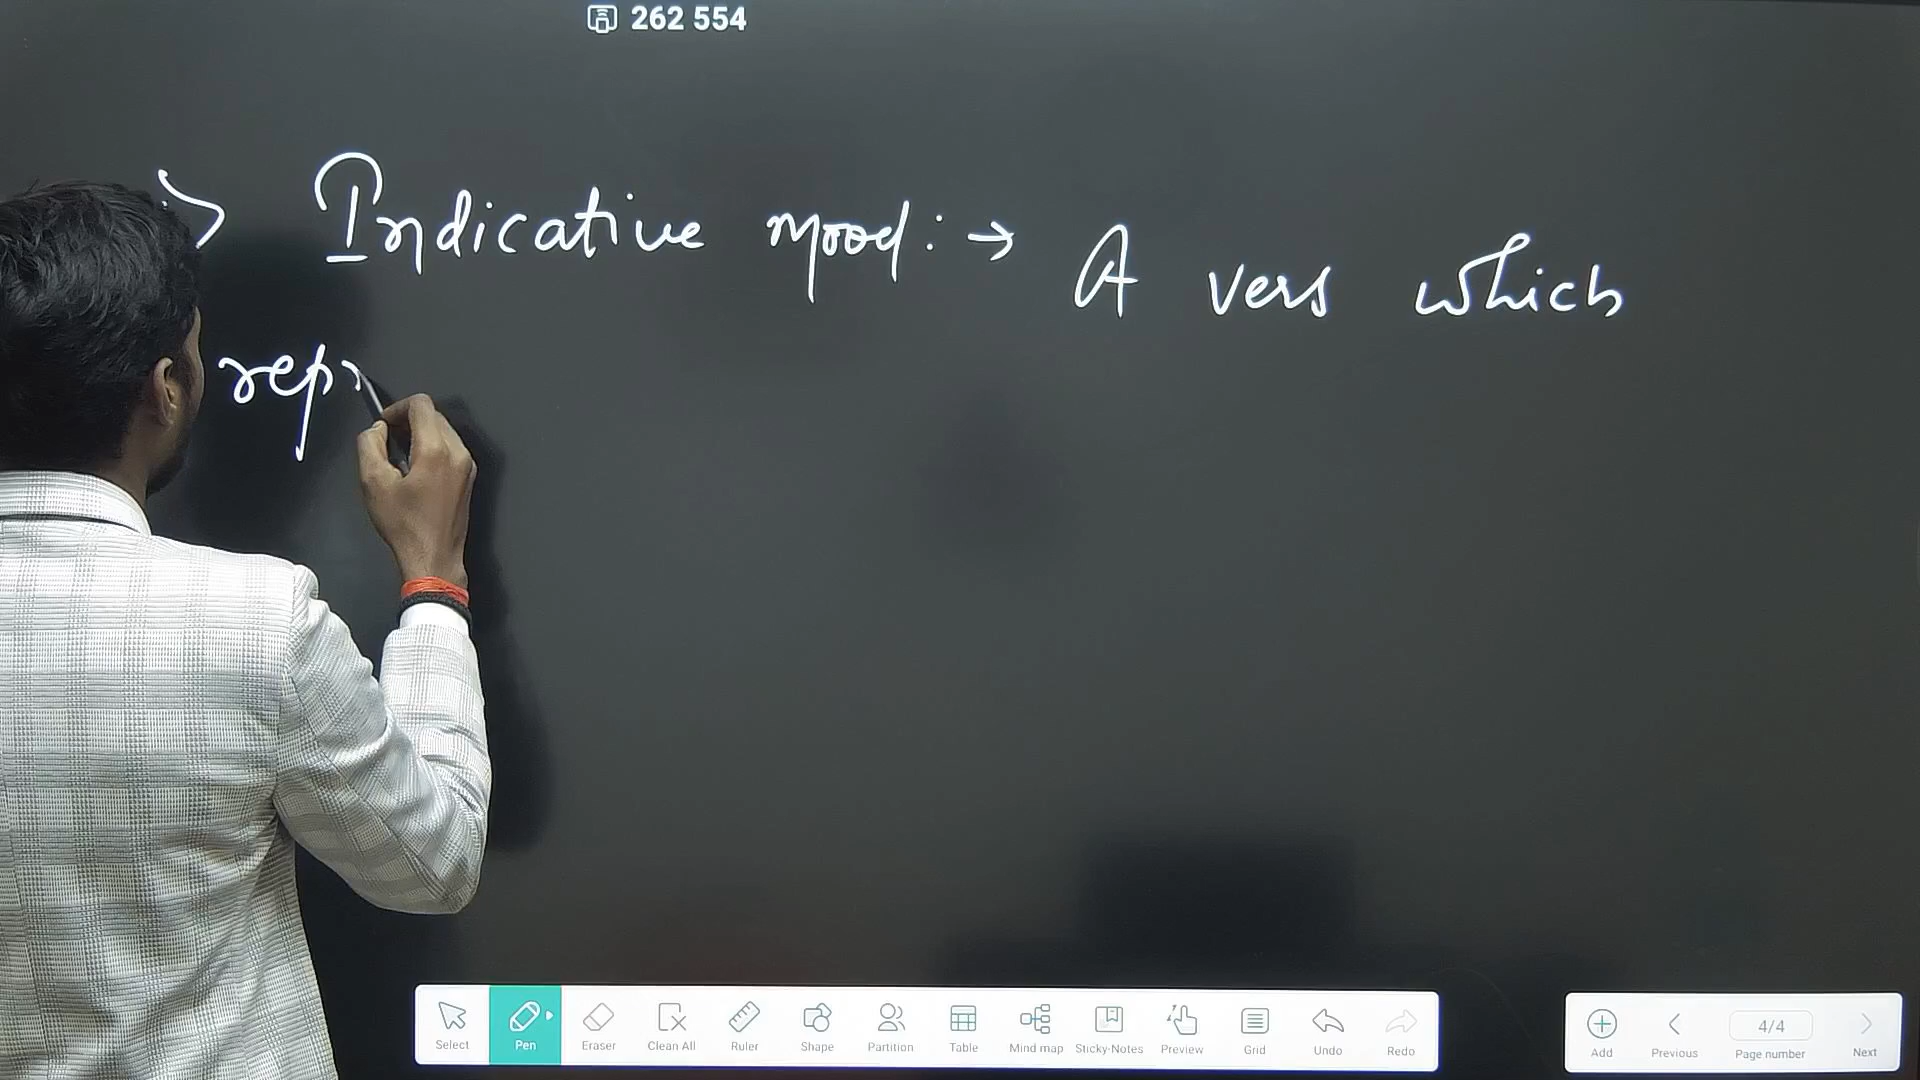 262 554
Indicative mood :→ A verb which
rep
Select Pen Eraser Clean All Ruler Shape Partition Table Mind map Sticky-Notes Preview Grid Undo Redo
Add Previous 4/4 Page number Next